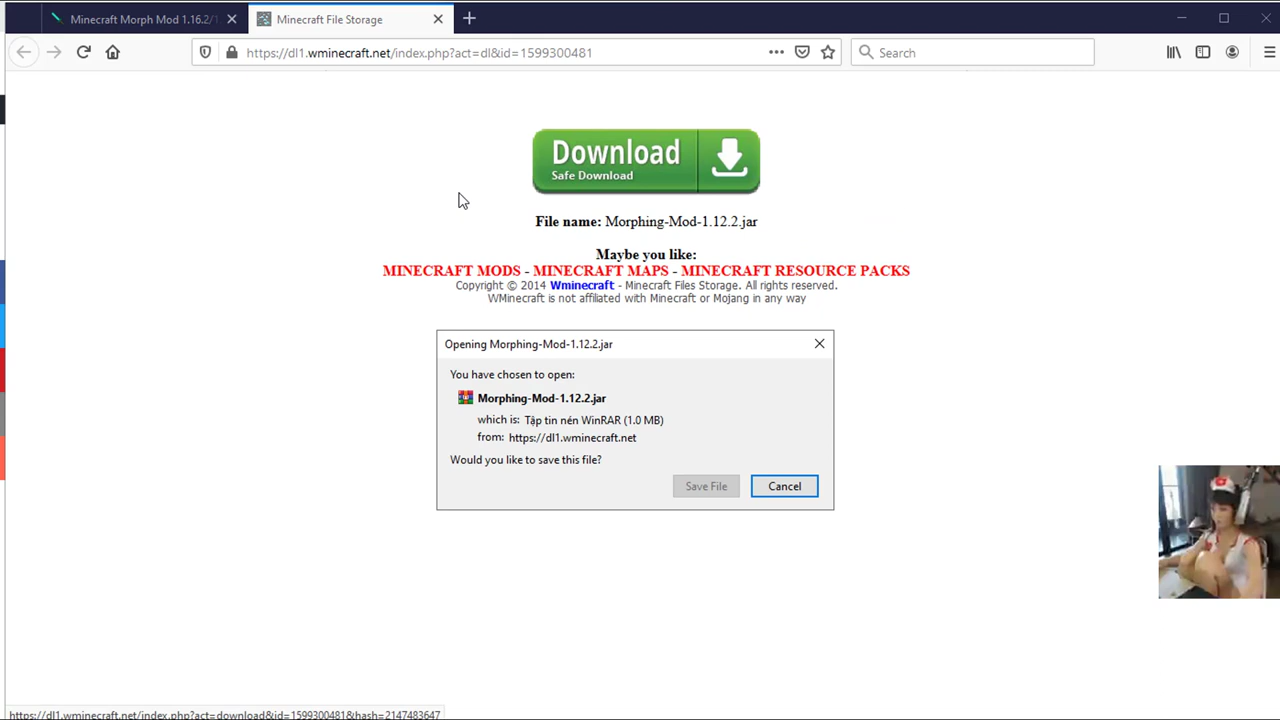 Minecraft Morph Mod 1.16.2/1
Minecraft File Storage
https://dl1.wminecraft.net/index.php?act=dl&id=1599300481
Search
Download
Safe Download
File name: Morphing-Mod-1.12.2.jar
Maybe you like:
MINECRAFT MODS - MINECRAFT MAPS - MINECRAFT RESOURCE PACKS
Copyright © 2014 Wminecraft - Minecraft Files Storage. All rights reserved.
WMinecraft is not affiliated with Minecraft or Mojang in any way
Opening Morphing-Mod-1.12.2.jar
You have chosen to open:
Morphing-Mod-1.12.2.jar
which is: Tập tin nén WinRAR (1.0 MB)
from: https://dl1.wminecraft.net
Would you like to save this file?
Save File
Cancel
https://dl1.wminecraft.net/index.php?act=download&id=1599300481&hash=2147483647